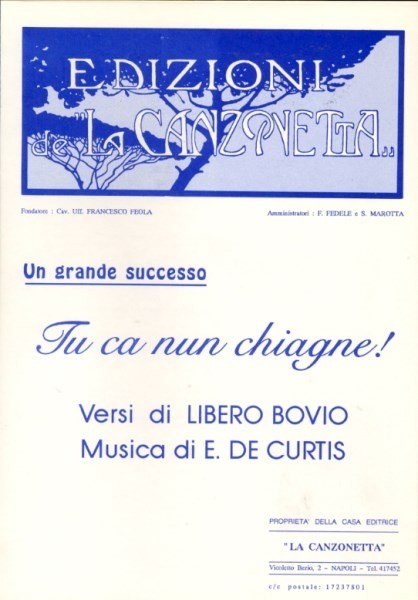 EDIZIONI
de "LA CANZONETTA„
Fondatore : Cav. Uff. FRANCESCO FEOLA
Amministratori : F. FEDELE e S. MAROTTA
Un grande successo
Tu ca nun chiagne!
Versi di LIBERO BOVIO
Musica di E. DE CURTIS
PROPRIETA' DELLA CASA EDITRICE
"LA CANZONETTA"
Vicoletto Berio, 2 – NAPOLI – Tel. 417452
c/c postale: 17237801